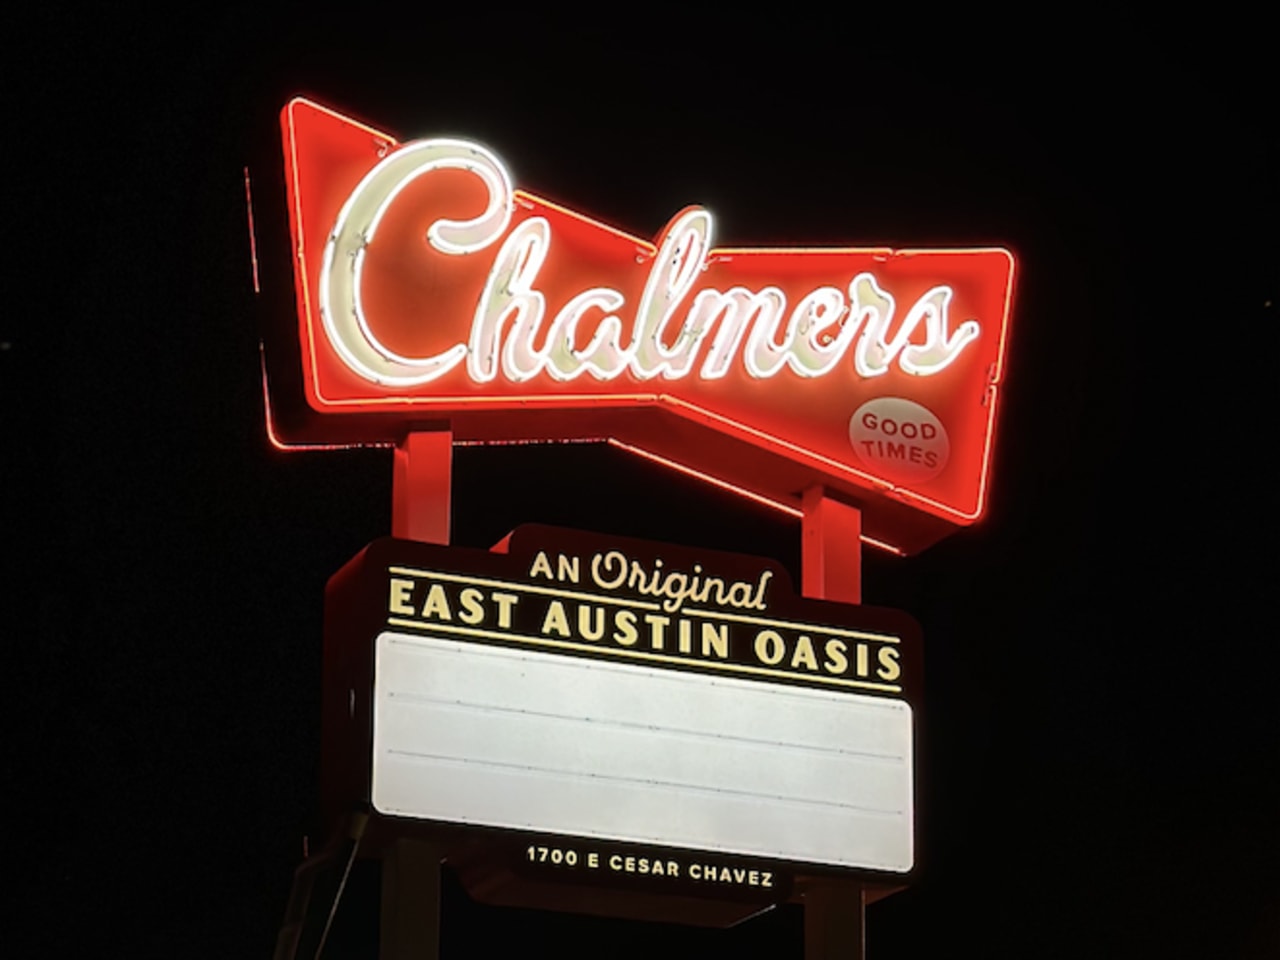 Chalmers
GOOD
TIMES
AN Original
EAST AUSTIN OASIS
1700 E CESAR CHAVEZ